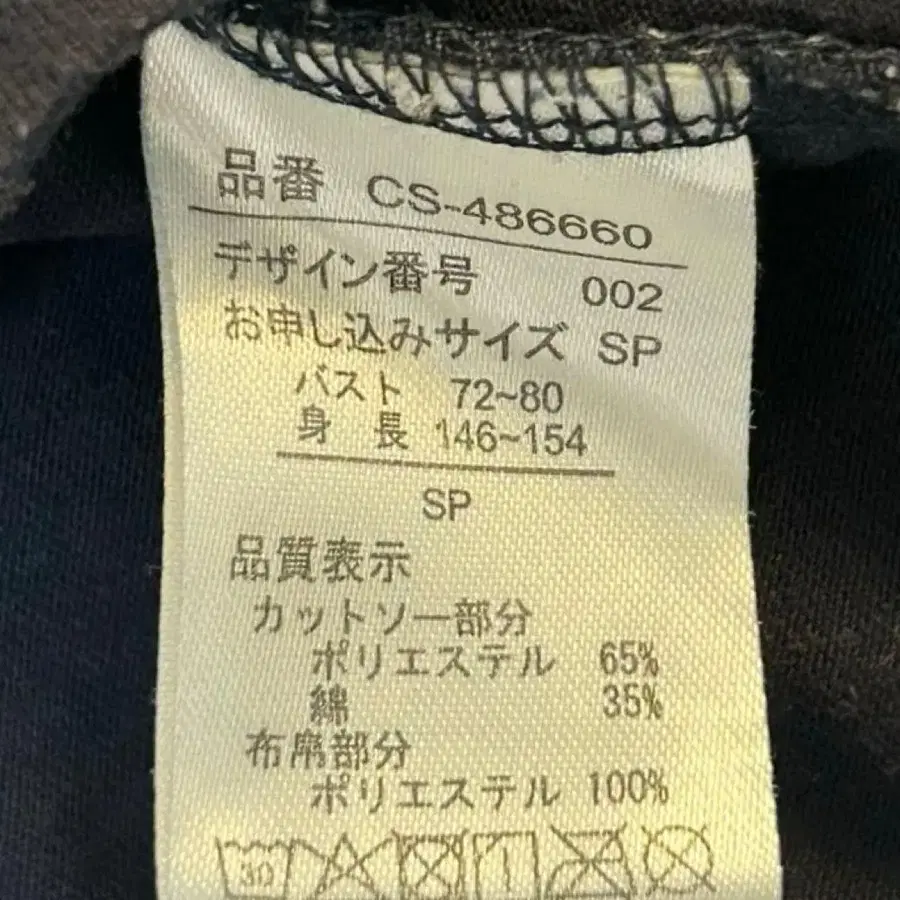 品番 CS-486660
デザイン番号 002
お申し込みサイズ SP
バスト 72~80
身長 146~154
SP
品質表示
カットソー部分
ポリエステル 65%
綿 35%
布帛部分
ポリエステル 100%
30